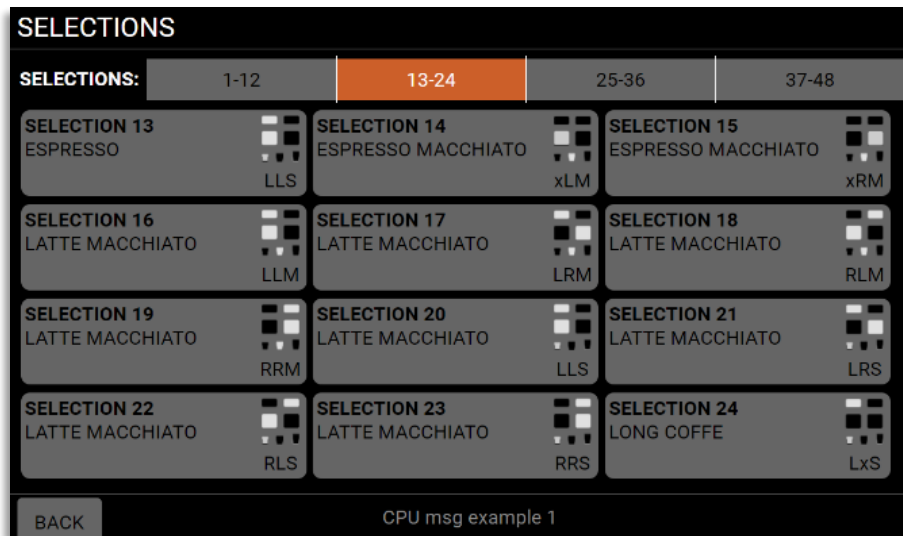 SELECTIONS
SELECTIONS: 1-12 13-24 25-36 37-48
SELECTION 13
ESPRESSO
LLS
SELECTION 14
ESPRESSO MACCHIATO
xLM
SELECTION 15
ESPRESSO MACCHIATO
xRM
SELECTION 16
LATTE MACCHIATO
LLM
SELECTION 17
LATTE MACCHIATO
LRM
SELECTION 18
LATTE MACCHIATO
RLM
SELECTION 19
LATTE MACCHIATO
RRM
SELECTION 20
LATTE MACCHIATO
LLS
SELECTION 21
LATTE MACCHIATO
LRS
SELECTION 22
LATTE MACCHIATO
RLS
SELECTION 23
LATTE MACCHIATO
RRS
SELECTION 24
LONG COFFE
LxS
BACK
CPU msg example 1